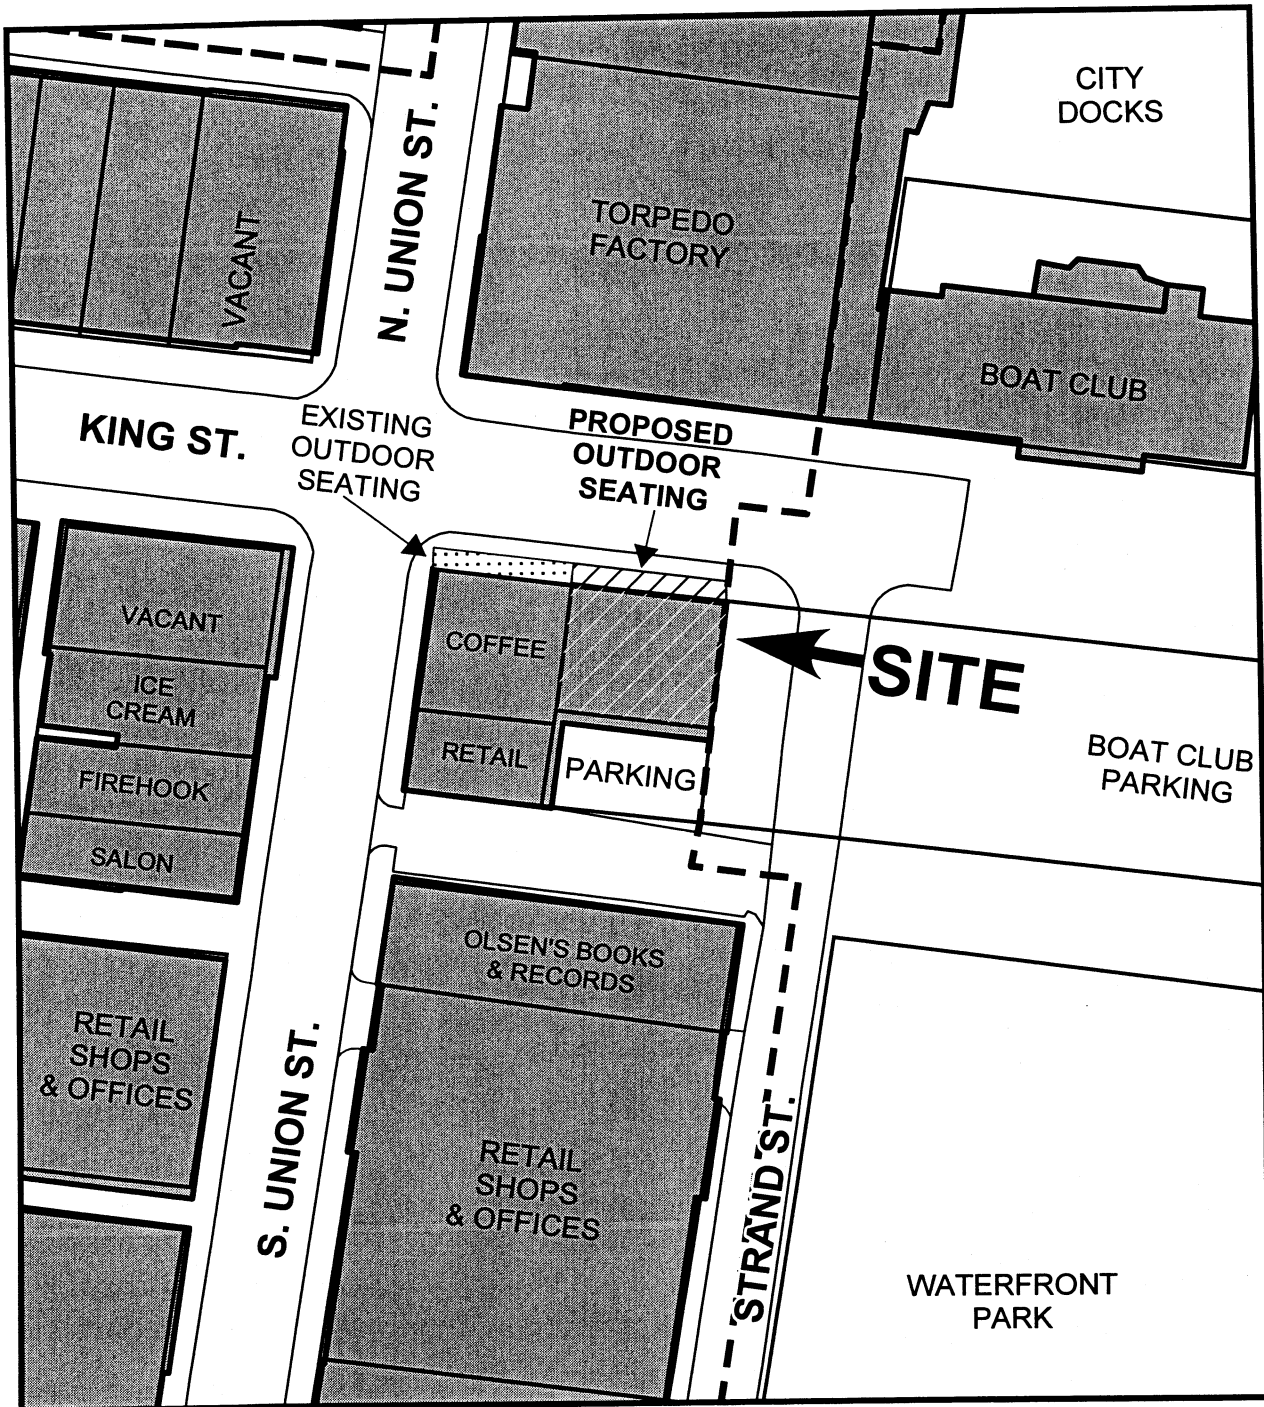 CITY
DOCKS
N. UNION ST.
TORPEDO
FACTORY
VACANT
BOAT CLUB
KING ST.
EXISTING
OUTDOOR
SEATING
PROPOSED
OUTDOOR
SEATING
VACANT
COFFEE
SITE
ICE
CREAM
RETAIL
PARKING
BOAT CLUB
PARKING
FIREHOOK
SALON
OLSEN'S BOOKS
& RECORDS
RETAIL
SHOPS
& OFFICES
S. UNION ST.
RETAIL
SHOPS
& OFFICES
STRAND ST.
WATERFRONT
PARK